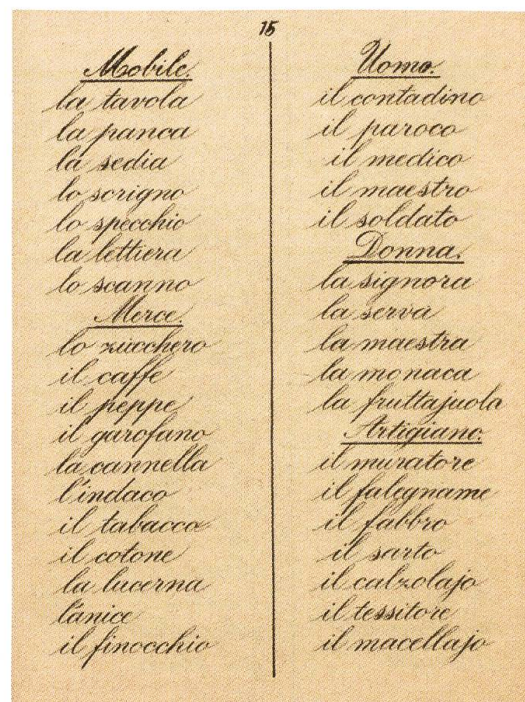 15
Mobile.
la tavola
la panca
la sedia
lo scrigno
lo specchio
la lettiera
lo scanno
Merce.
lo zucchero
il caffe
il peppe
il garofano
la cannella
l'indaco
il tabacco
il cotone
la lucerna
l'anice
il finocchio
Uomo.
il contadino
il paroco
il medico
il maestro
il soldato
Donna.
la signora
la serva
la maestra
la monaca
la fruttajuola
Artigiano.
il muratore
il falegname
il fabbro
il sarto
il calzolajo
il tessitore
il macellajo